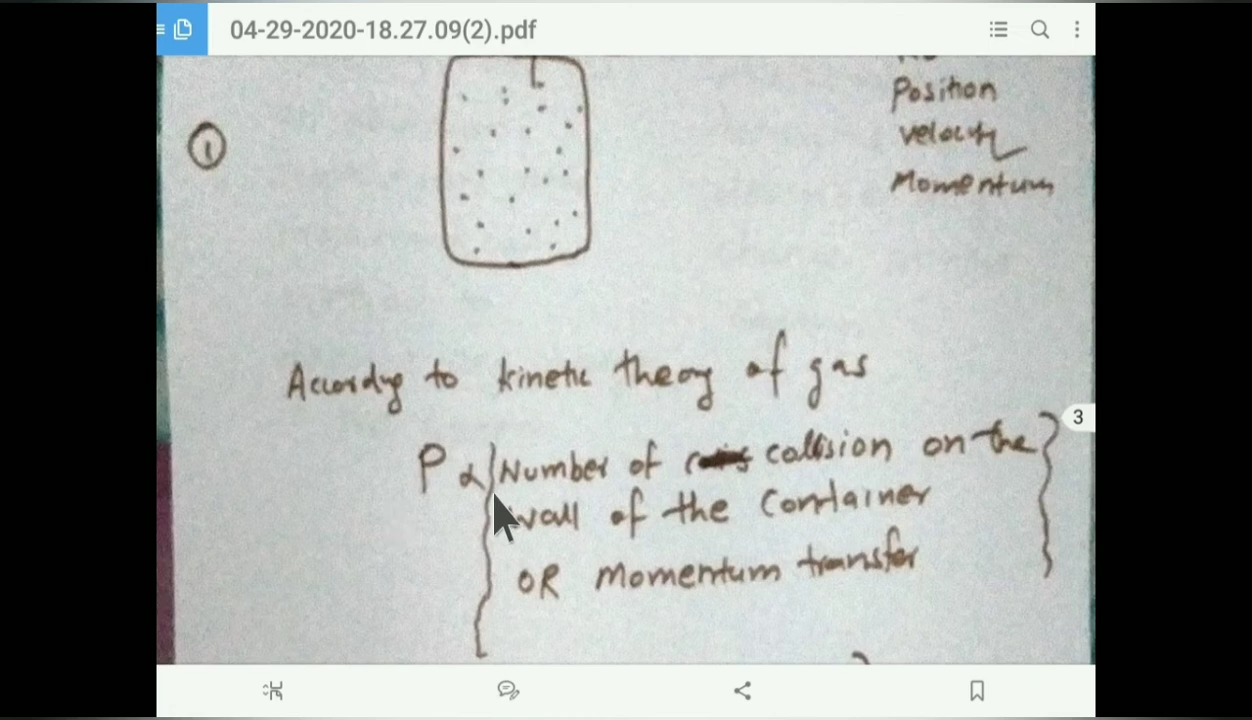 04-29-2020-18.27.09(2).pdf
Position
velocity
Momentum
1
According to kinetic theory of gas
3
P α Number of collision on the
wall of the container
OR Momentum transfer